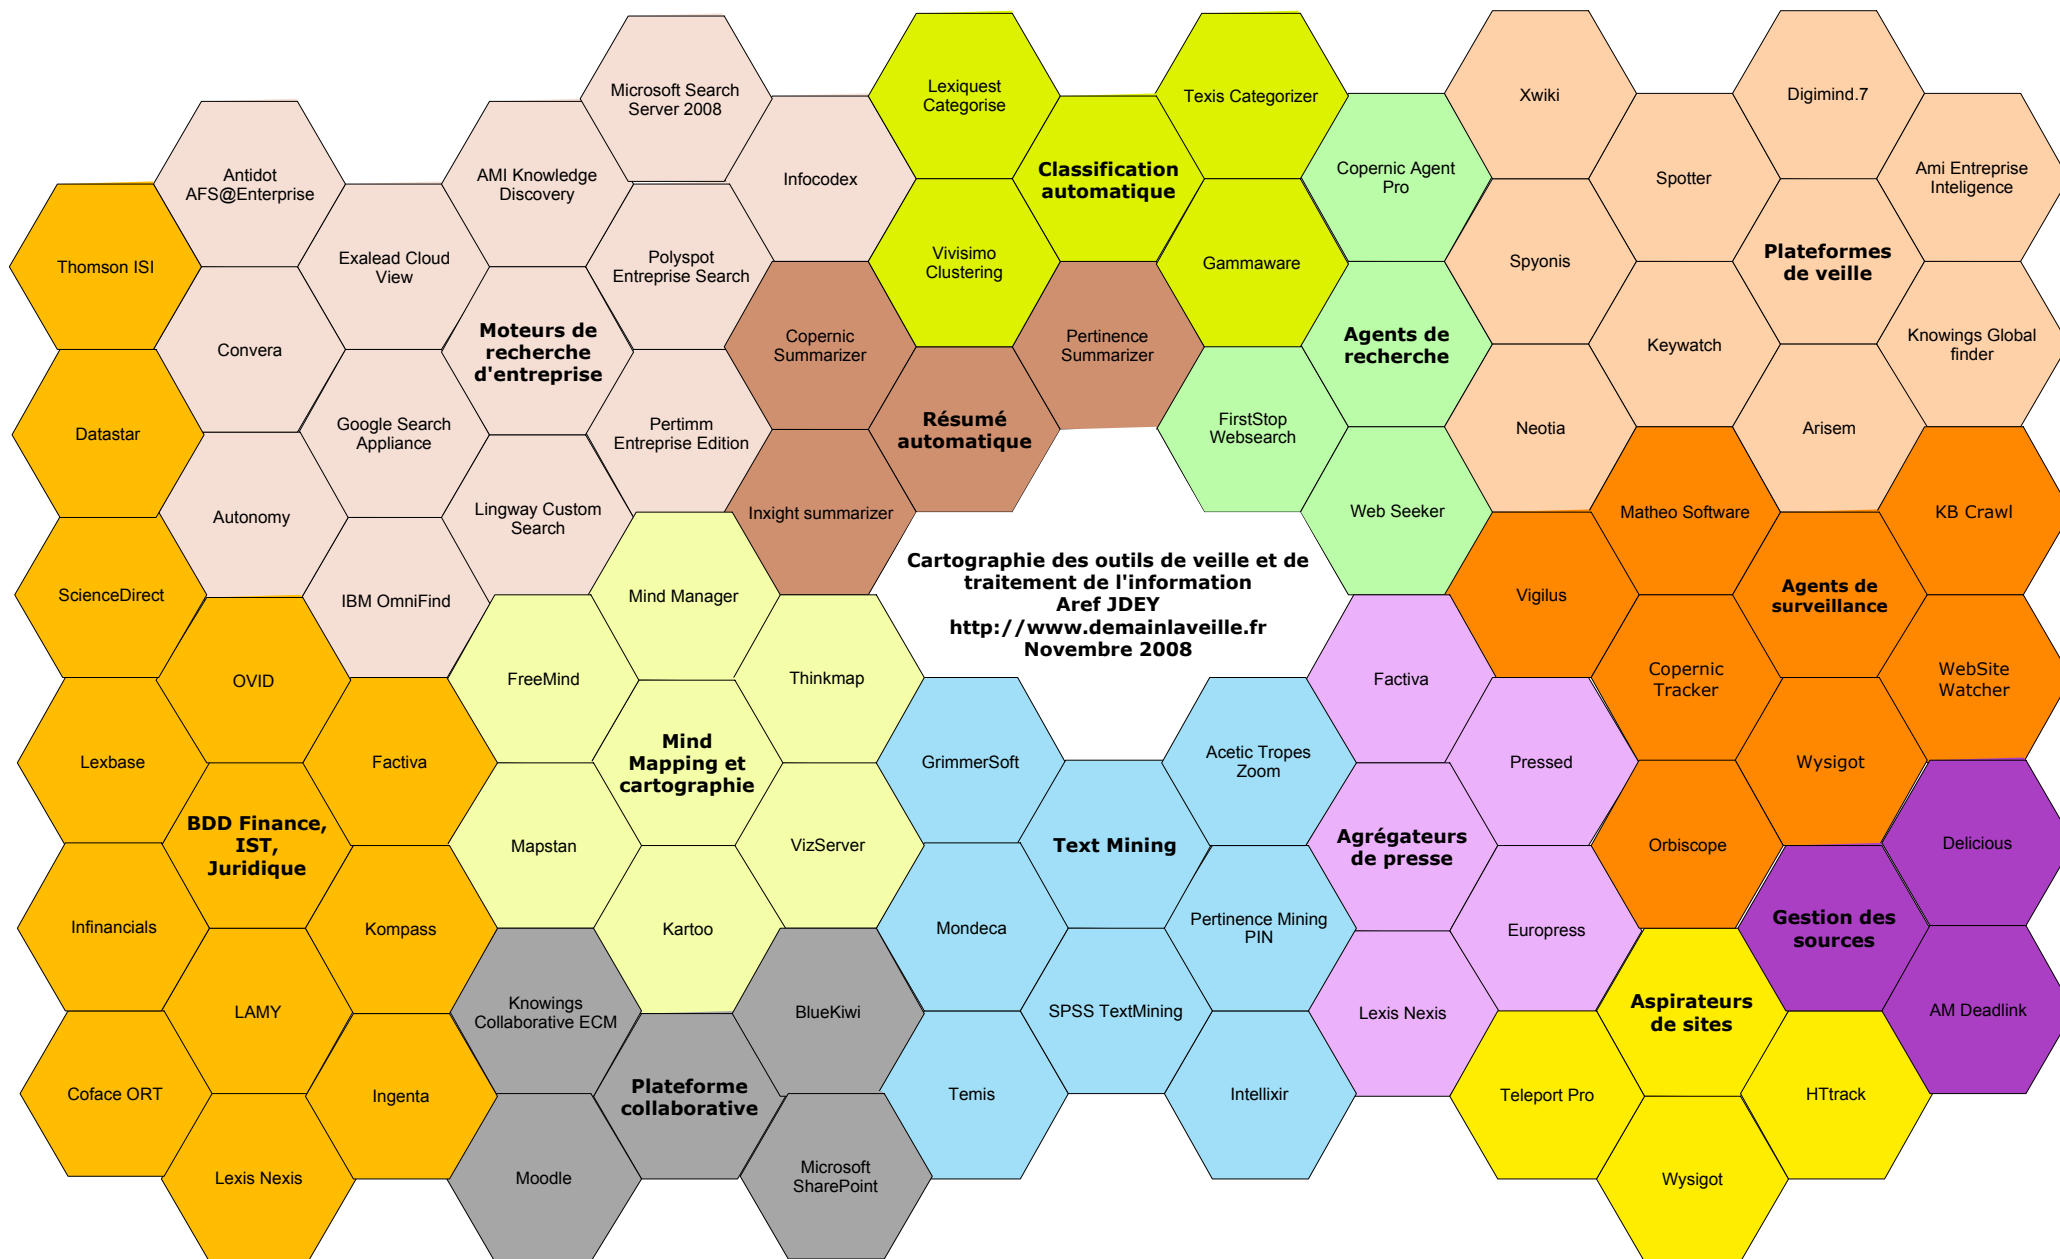 Microsoft Search
Server 2008
Lexiquest
Categorise
Texis Categorizer
Xwiki
Digimind.7
Antidot
AFS@Enterprise
AMI Knowledge
Discovery
Infocodex
Classification
automatique
Copernic Agent
Pro
Spotter
Ami Entreprise
Inteligence
Thomson ISI
Exalead Cloud
View
Polyspot
Entreprise Search
Vivisimo
Clustering
Gammaware
Spyonis
Plateformes
de veille
Convera
Moteurs de
recherche
d'entreprise
Copernic
Summarizer
Pertinence
Summarizer
Agents de
recherche
Keywatch
Knowings Global
finder
Datastar
Google Search
Appliance
Pertimm
Entreprise Edition
Résumé
automatique
FirstStop
Websearch
Neotia
Arisem
Autonomy
Lingway Custom
Search
Inxight summarizer
Web Seeker
Matheo Software
KB Crawl
Cartographie des outils de veille et de
traitement de l'information
Aref JDEY
http://www.demainlaveille.fr
Novembre 2008
ScienceDirect
IBM OmniFind
Mind Manager
Vigilus
Agents de
surveillance
OVID
FreeMind
Thinkmap
Factiva
Copernic
Tracker
WebSite
Watcher
Lexbase
Factiva
Mind
Mapping et
cartographie
GrimmerSoft
Acetic Tropes
Zoom
Pressed
Wysigot
BDD Finance,
IST,
Juridique
Mapstan
VizServer
Text Mining
Agrégateurs
de presse
Orbiscope
Delicious
Infinancials
Kompass
Kartoo
Mondeca
Pertinence Mining
PIN
Europress
Gestion des
sources
LAMY
Knowings
Collaborative ECM
BlueKiwi
SPSS TextMining
Lexis Nexis
Aspirateurs
de sites
AM Deadlink
Coface ORT
Ingenta
Plateforme
collaborative
Temis
Intellixir
Teleport Pro
HTtrack
Lexis Nexis
Moodle
Microsoft
SharePoint
Wysigot